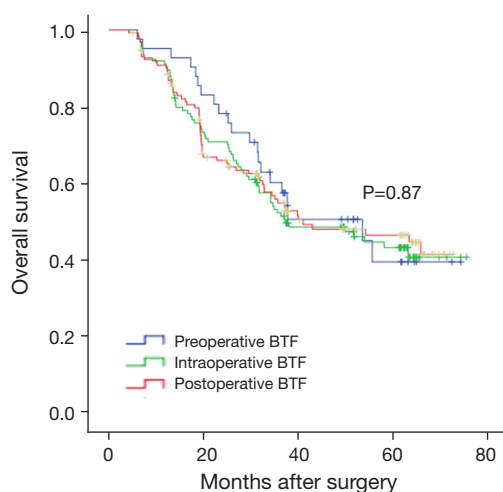 Overall survival
1.0
0.8
0.6
0.4
0.2
0.0
P=0.87
Preoperative BTF
Intraoperative BTF
Postoperative BTF
0 20 40 60 80
Months after surgery